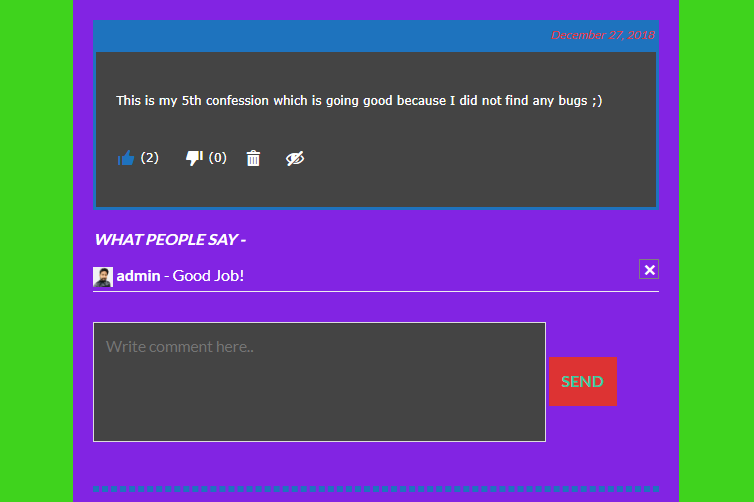 December 27, 2018
This is my 5th confession which is going good because I did not find any bugs ;)
(2) (0)
WHAT PEOPLE SAY -
admin - Good Job!
Write comment here..
SEND